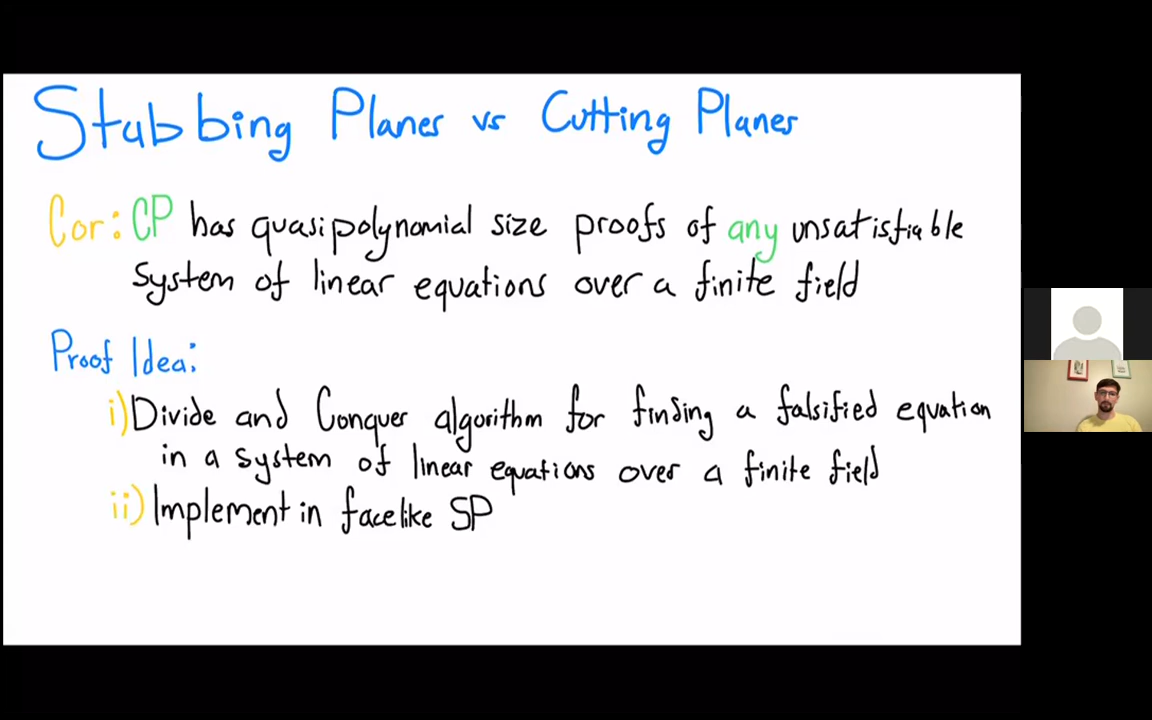 Stabbing Planes vs Cutting Planes
Cor: CP has quasipolynomial size proofs of any unsatisfiable
system of linear equations over a finite field
Proof Idea:
i) Divide and Conquer algorithm for finding a falsified equation
in a system of linear equations over a finite field
ii) Implement in facelike SP